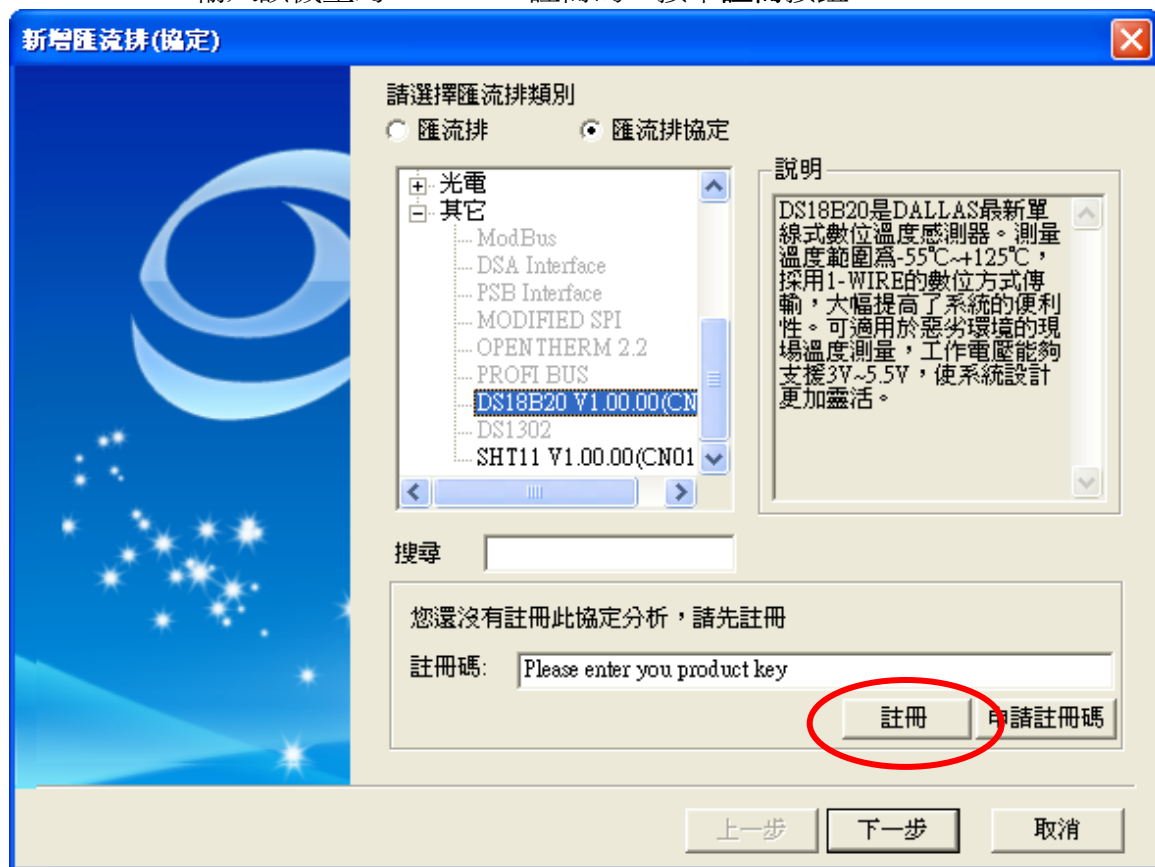 新增匯流排(協定)
請選擇匯流排類別
匯流排
匯流排協定
光電
其它
ModBus
DSA Interface
PSB Interface
MODIFIED SPI
OPENTHERM 2.2
PROFI BUS
DS18B20 V1.00.00(CN
DS1302
SHT11 V1.00.00(CN01
說明
DS18B20是DALLAS最新單
線式數位溫度感測器。測量
溫度範圍為-55℃~+125℃,
採用1-WIRE的數位方式傳
輸,大幅提高了系統的便利
性。可適用於惡劣環境的現
場溫度測量,工作電壓能夠
支援3V~5.5V,使系統設計
更加靈活。
搜尋
您還沒有註冊此協定分析,請先註冊
註冊碼:
Please enter you product key
註冊
申請註冊碼
上一步
下一步
取消